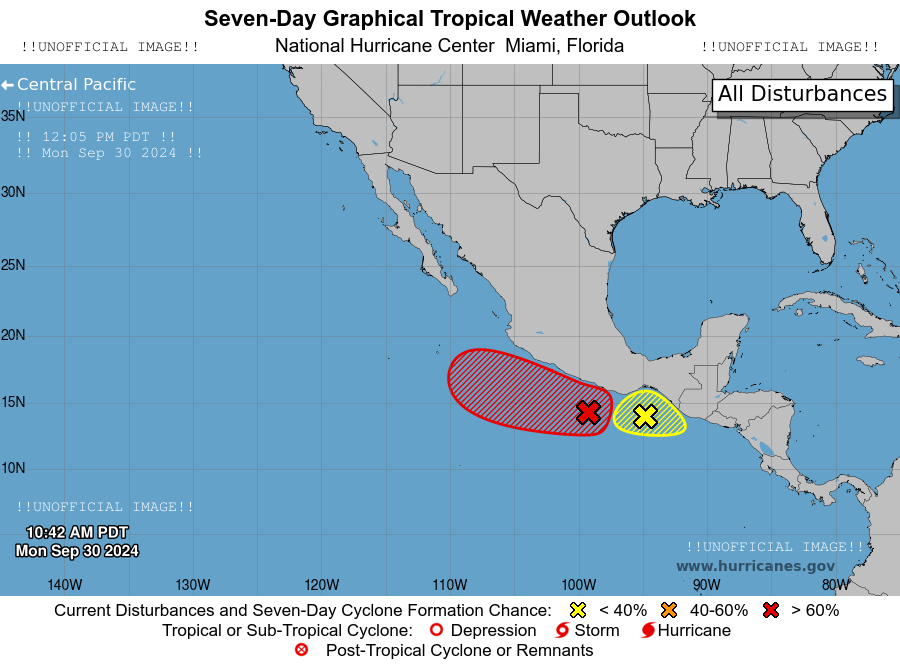 Seven-Day Graphical Tropical Weather Outlook
!!UNOFFICIAL IMAGE!! National Hurricane Center Miami, Florida !!UNOFFICIAL IMAGE!!
Central Pacific
All Disturbances
!!UNOFFICIAL IMAGE!!
35N
!! 12:05 PM PDT !!
!! Mon Sep 30 2024 !!
30N
25N
20N
15N
10N
!!UNOFFICIAL IMAGE!!
10:42 AM PDT
Mon Sep 30 2024
!!UNOFFICIAL IMAGE!!
www.hurricanes.gov
140W 130W 120W 110W 100W 90W 80W
Current Disturbances and Seven-Day Cyclone Formation Chance: < 40% 40-60% > 60%
Tropical or Sub-Tropical Cyclone: Depression Storm Hurricane
Post-Tropical Cyclone or Remnants